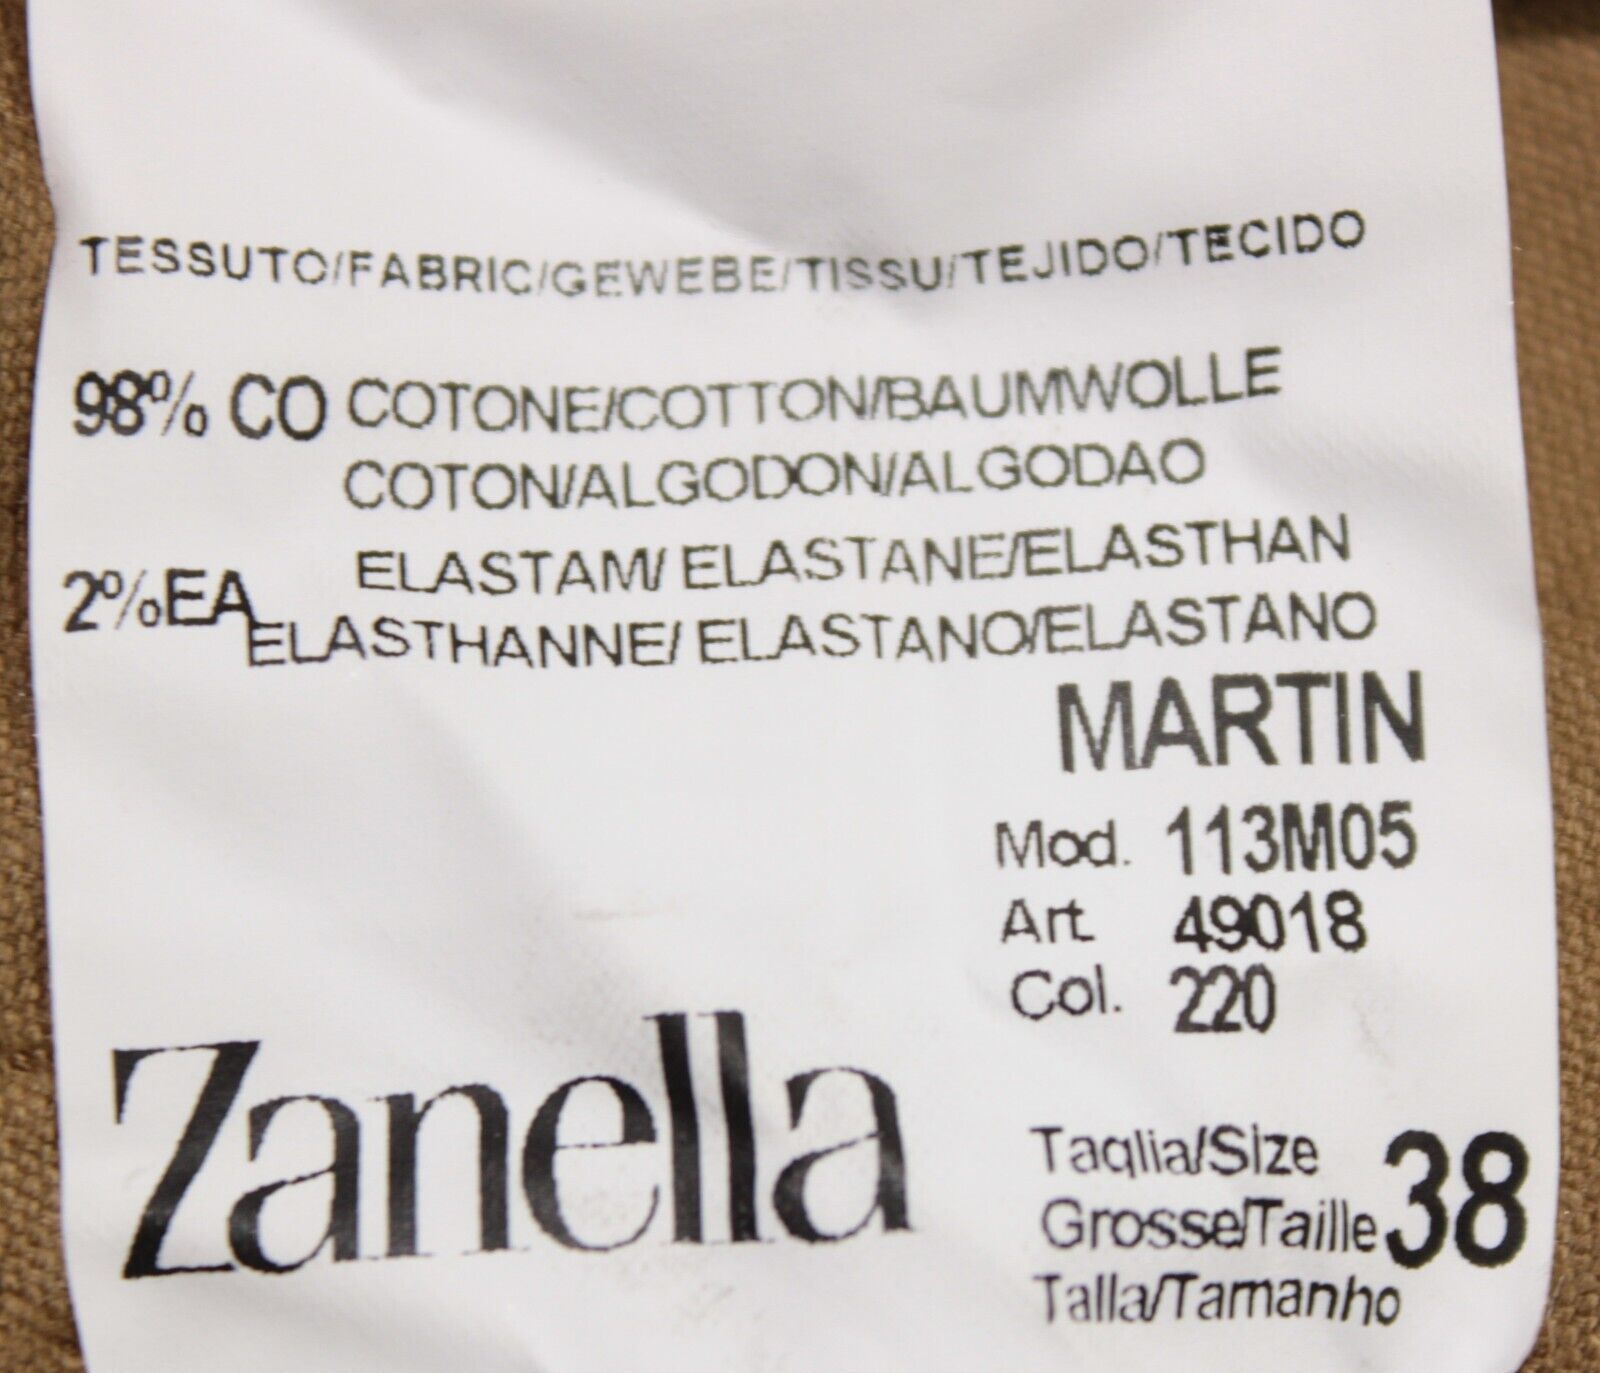 TESSUTO/FABRIC/GEWEBE/TISSU/TEJIDO/TECIDO
98% CO COTONE/COTTON/BAUMWOLLE
COTON/ALGODON/ALGODAO
2%EA ELASTAM/ ELASTANE/ELASTHAN
ELASTHANNE/ ELASTANO/ELASTANO
MARTIN
Mod. 113M05
Art. 49018
Col. 220
Zanella
Taglia/Size
Grosse/Taille 38
Talla/Tamanho